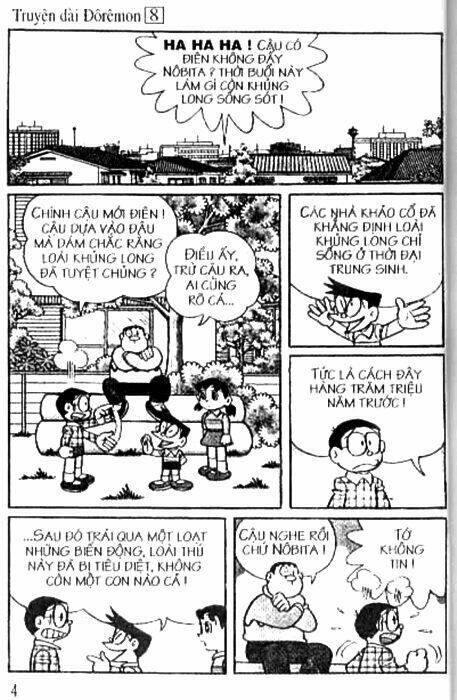 Truyện dài Đôrêmon 8
HA HA HA ! CẬU CÓ
ĐIÊN KHÔNG ĐẤY
NÔBITA ? THỜI BUỔI NÀY
LÀM GÌ CÒN KHỦNG
LONG SỐNG SÓT !
CHÍNH CẬU MỚI ĐIÊN !
CẬU DỰA VÀO ĐÂU
MÀ DÁM CHẮC RẰNG
LOÀI KHỦNG LONG
ĐÃ TUYỆT CHỦNG ?
ĐIỀU ẤY,
TRỪ CẬU RA,
AI CŨNG
RÕ CẢ...
CÁC NHÀ KHẢO CỔ ĐÃ
KHẲNG ĐỊNH LOÀI
KHỦNG LONG CHỈ
SỐNG Ở THỜI ĐẠI
TRUNG SINH.
TỨC LÀ CÁCH ĐÂY
HÀNG TRĂM TRIỆU
NĂM TRƯỚC !
...SAU ĐÓ TRẢI QUA MỘT LOẠT
NHỮNG BIẾN ĐỘNG, LOÀI THÚ
NÀY ĐÃ BỊ TIÊU DIỆT, KHÔNG
CÒN MỘT CON NÀO CẢ !
CẬU NGHE RỒI
CHỨ NÔBITA !
TỚ
KHÔNG
TIN !
4